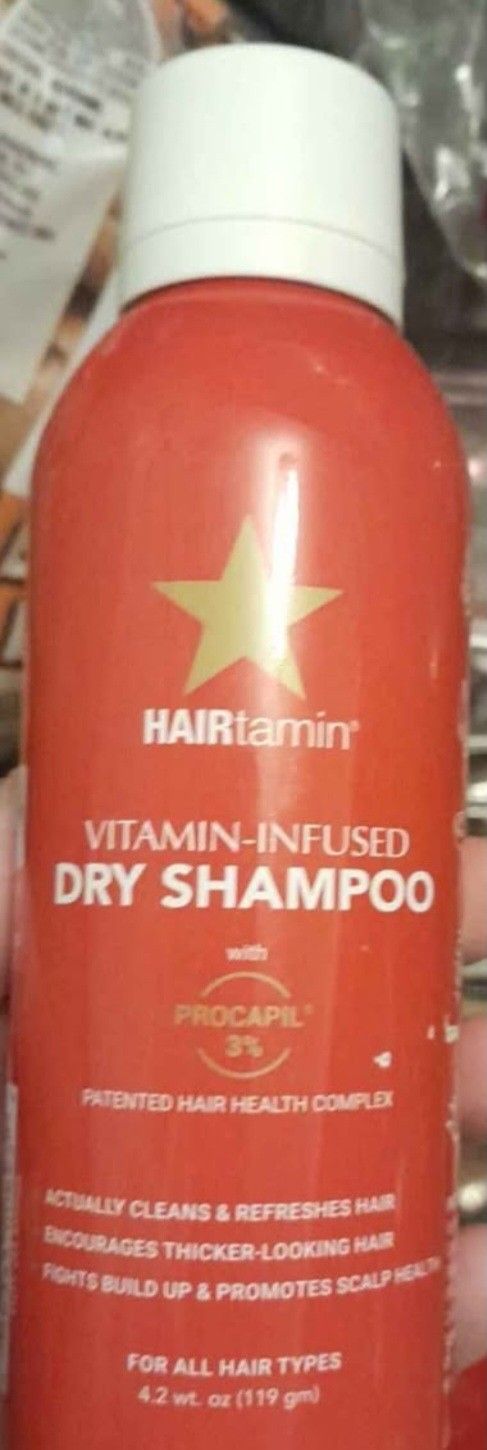 HAIRtamin®
VITAMIN-INFUSED
DRY SHAMPOO
with
PROCAPIL®
3%
PATENTED HAIR HEALTH COMPLEX
ACTUALLY CLEANS & REFRESHES HAIR
ENCOURAGES THICKER-LOOKING HAIR
FIGHTS BUILD UP & PROMOTES SCALP HEALTH
FOR ALL HAIR TYPES
4.2 wt. oz (119 gm)